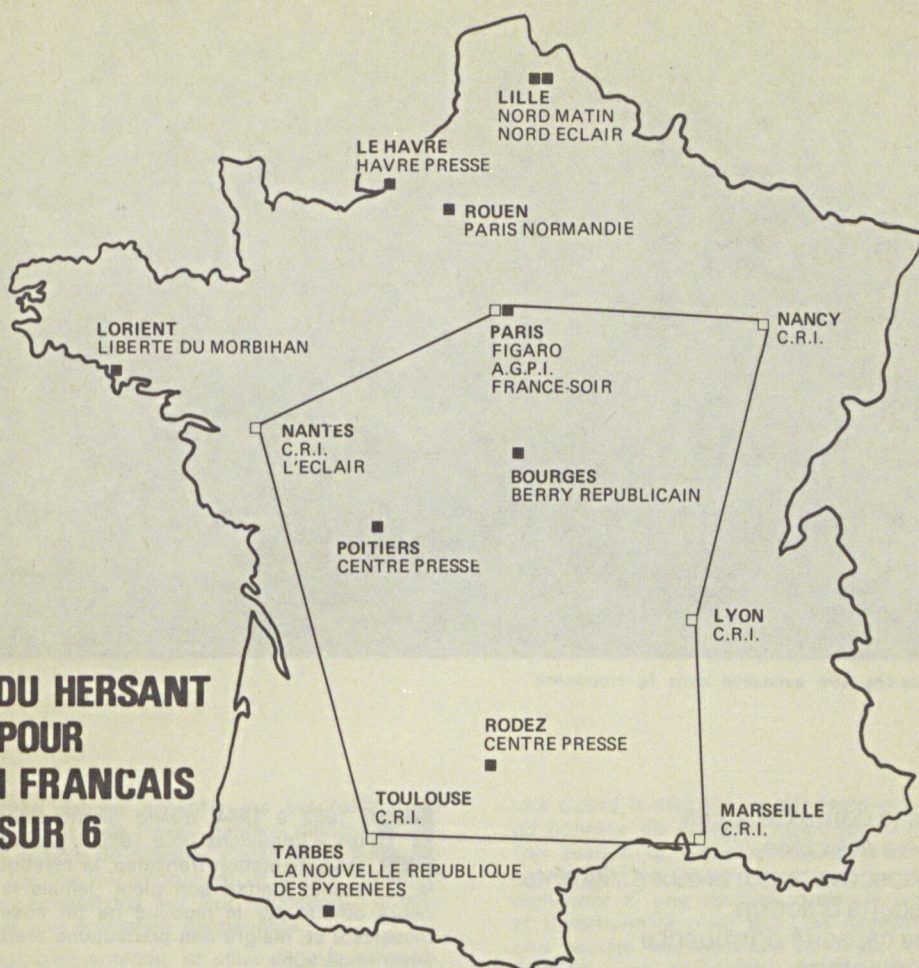 LILLE
NORD MATIN
NORD ECLAIR
LE HAVRE
HAVRE PRESSE
ROUEN
PARIS NORMANDIE
LORIENT
LIBERTE DU MORBIHAN
PARIS
FIGARO
A.G.P.I.
FRANCE-SOIR
NANCY
C.R.I.
NANTES
C.R.I.
L'ECLAIR
BOURGES
BERRY REPUBLICAIN
POITIERS
CENTRE PRESSE
LYON
C.R.I.
DU HERSANT
POUR
FRANCAIS
SUR 6
RODEZ
CENTRE PRESSE
TOULOUSE
C.R.I.
MARSEILLE
C.R.I.
TARBES
LA NOUVELLE REPUBLIQUE
DES PYRENEES